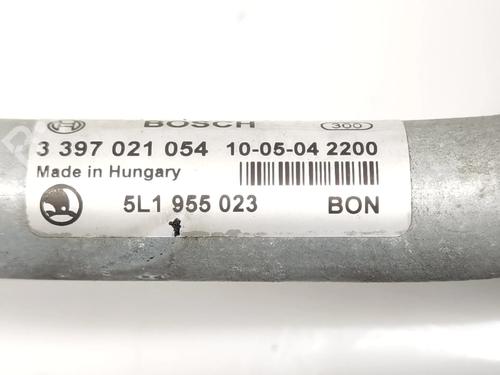 BOSCH 300
3 397 021 054 10-05-04 2200
Made in Hungary
5L1 955 023 BON